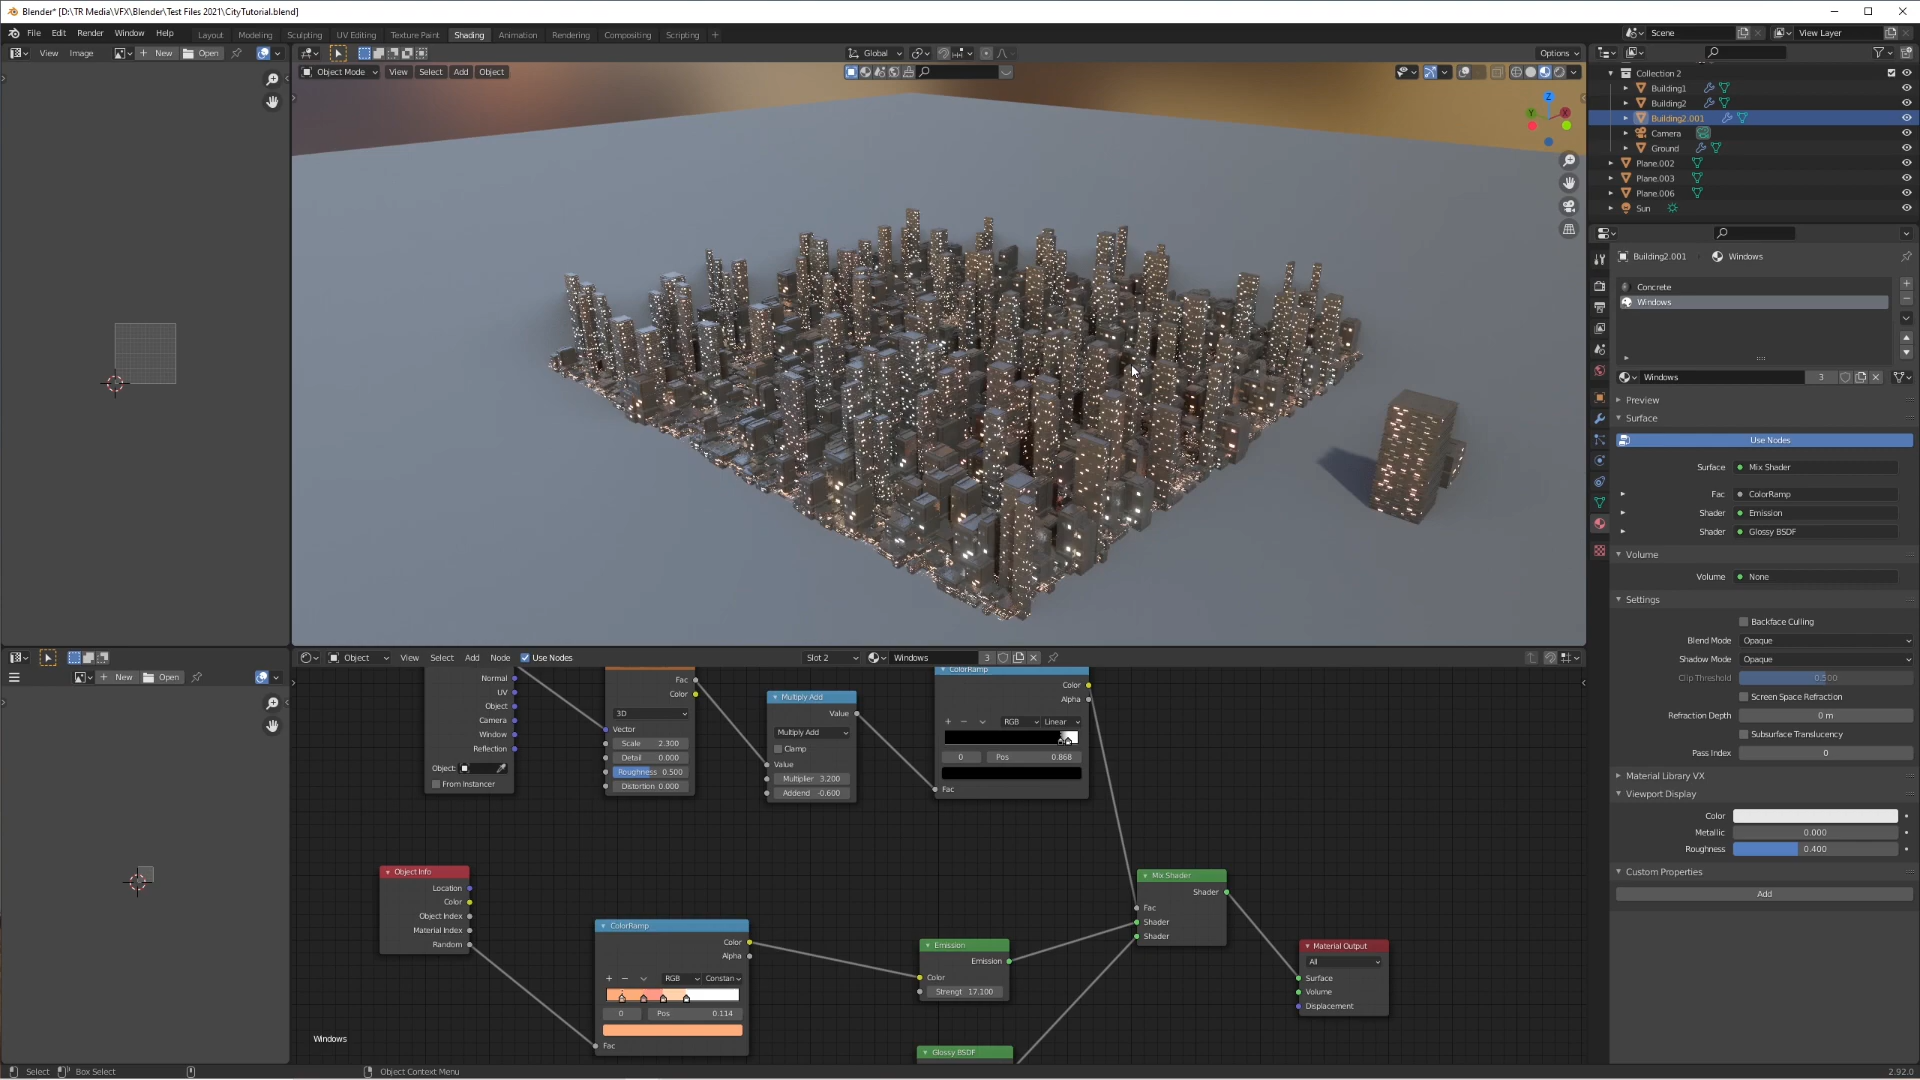 Blender* [D:\TR Media\VFX\Blender\Test Files 2021\CityTutorial.blend]
File Edit Render Window Help
Layout Modeling Sculpting UV Editing Texture Paint Shading Animation Rendering Compositing Scripting +
Scene
View Layer
View Image
New
Open
Global
Options
Object Mode View Select Add Object
Z
Y
X
Collection 2
Building1
Building2
Building2.001
Camera
Ground
Plane.002
Plane.003
Plane.006
Sun
Building2.001 Windows
Concrete
Windows
Windows 3
Preview
Surface
Use Nodes
Surface Mix Shader
Fac ColorRamp
Shader Emission
Shader Glossy BSDF
Volume
Volume None
Settings
Backface Culling
Blend Mode Opaque
Shadow Mode Opaque
Clip Threshold 0.500
Screen Space Refraction
Refraction Depth 0 m
Subsurface Translucency
Pass Index 0
Material Library VX
Viewport Display
Color
Metallic 0.000
Roughness 0.400
Custom Properties
Add
New
Open
Object View Select Add Node Use Nodes Slot 2 Windows 3
Normal
UV
Object
Camera
Window
Reflection
Object:
From Instancer
Fac
Color
3D
Vector
Scale 2.300
Detail 0.000
Roughness 0.500
Distortion 0.000
Multiply Add
Value
Multiply Add
Clamp
Value
Multiplier 3.200
Addend -0.600
ColorRamp
Color
Alpha
RGB Linear
0 Pos 0.868
Fac
Object Info
Location
Color
Object Index
Material Index
Random
ColorRamp
Color
Alpha
RGB Constan
0 Pos 0.114
Fac
Emission
Emission
Color
Strengt 17.100
Mix Shader
Shader
Fac
Shader
Shader
Material Output
All
Surface
Volume
Displacement
Glossy BSDF
Windows
Select Box Select Object Context Menu 2.92.0